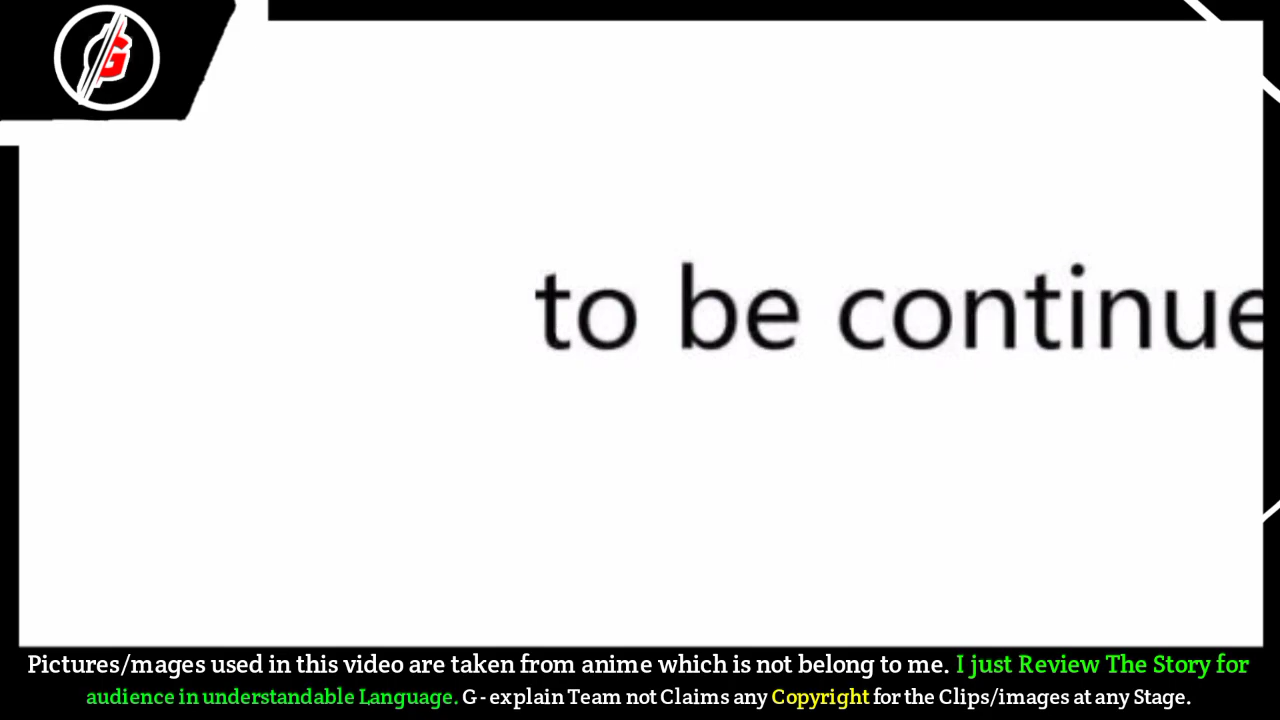 G
to be continue
Pictures/mages used in this video are taken from anime which is not belong to me. I just Review The Story for
audience in understandable Language. G - explain Team not Claims any Copyright for the Clips/images at any Stage.